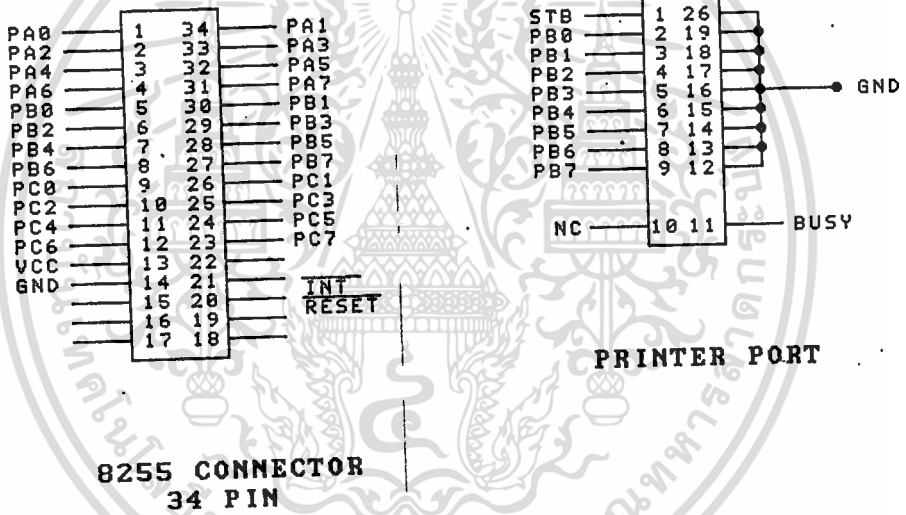 PA0 1 34 PA1
PA2 2 33 PA3
PA4 3 32 PA5
PA6 4 31 PA7
PB0 5 30 PB1
PB2 6 29 PB3
PB4 7 28 PB5
PB6 8 27 PB7
PC0 9 26 PC1
PC2 10 25 PC3
PC4 11 24 PC5
PC6 12 23 PC7
VCC 13 22
GND 14 21 INT
15 20 RESET
16 19
17 18
8255 CONNECTOR
34 PIN
STB 1 26
PB0 2 19
PB1 3 18
PB2 4 17
PB3 5 16 GND
PB4 6 15
PB5 7 14
PB6 8 13
PB7 9 12
NC 10 11 BUSY
PRINTER PORT